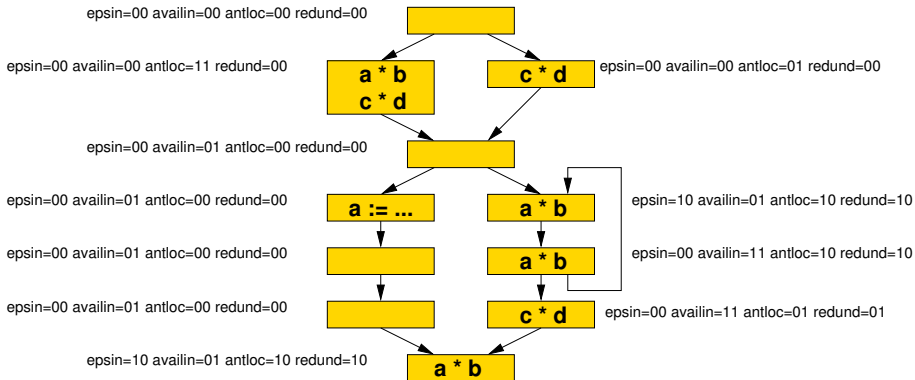 epsin=00 availin=00 antloc=00 redund=00
epsin=00 availin=00 antloc=11 redund=00
a * b
c * d
c * d
epsin=00 availin=00 antloc=01 redund=00
epsin=00 availin=01 antloc=00 redund=00
epsin=00 availin=01 antloc=00 redund=00
a := ...
a * b
epsin=10 availin=01 antloc=10 redund=10
epsin=00 availin=01 antloc=00 redund=00
a * b
epsin=00 availin=11 antloc=10 redund=10
epsin=00 availin=01 antloc=00 redund=00
c * d
epsin=00 availin=11 antloc=01 redund=01
epsin=10 availin=01 antloc=10 redund=10
a * b